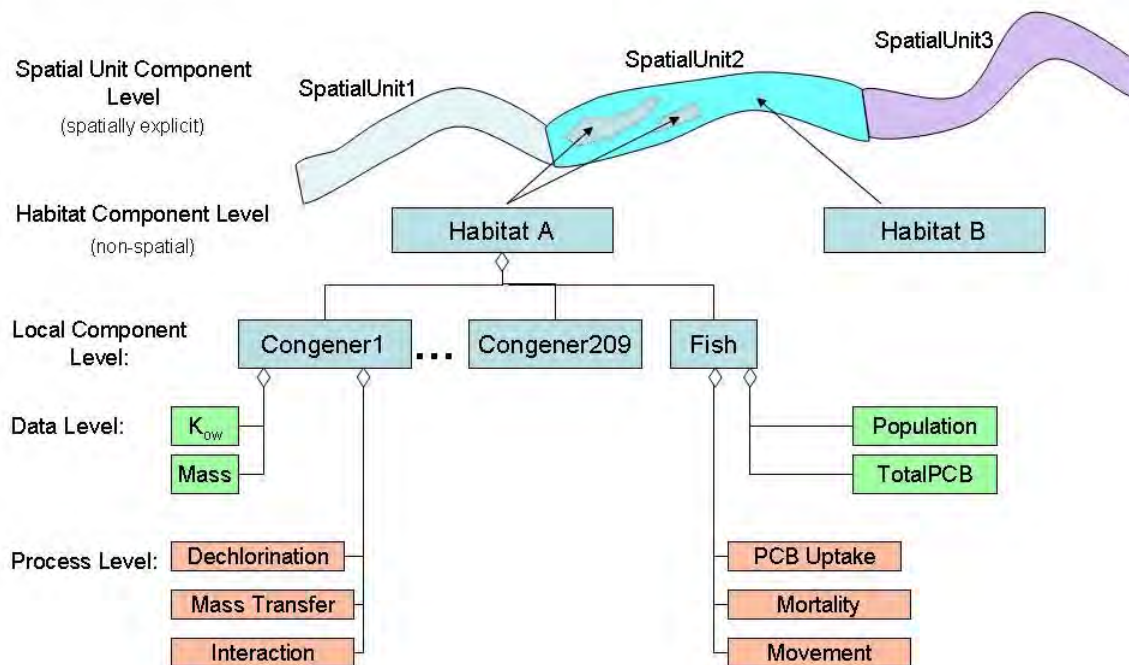 SpatialUnit3
SpatialUnit2
SpatialUnit1
Spatial Unit Component
Level
(spatially explicit)
Habitat Component Level
(non-spatial)
Habitat A
Habitat B
Local Component
Level:
Congener1
...
Congener209
Fish
Data Level:
Kow
Mass
Population
TotalPCB
Process Level:
Dechlorination
Mass Transfer
Interaction
PCB Uptake
Mortality
Movement